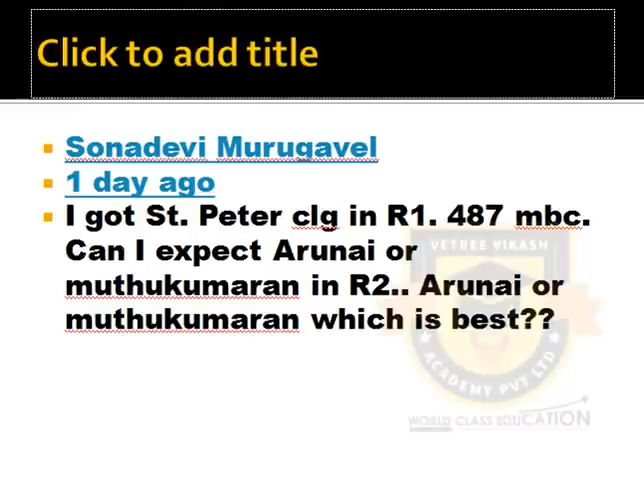 Click to add title
Sonadevi Murugavel
1 day ago
I got St. Peter clg in R1. 487 mbc.
Can I expect Arunai or
muthukumaran in R2.. Arunai or
muthukumaran which is best??
VETREE VIKASH
ACADEMY PVT LTD
WORLD CLASS EDUCATION